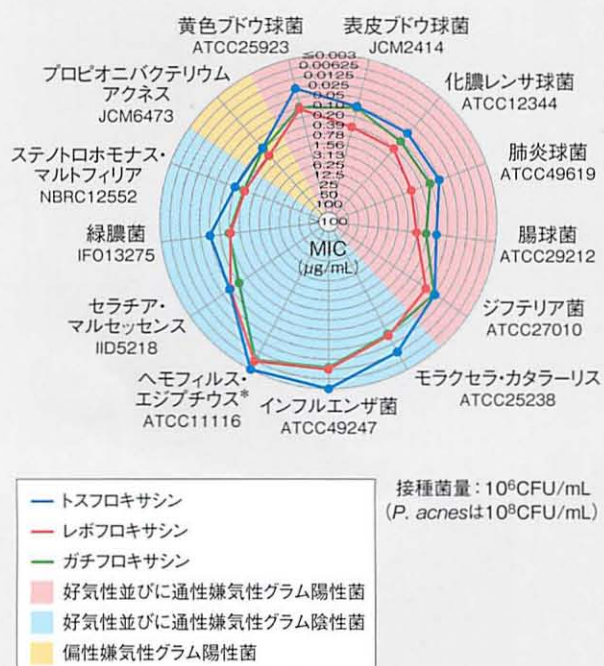 黄色ブドウ球菌
ATCC25923
表皮ブドウ球菌
JCM2414
化膿レンサ球菌
ATCC12344
肺炎球菌
ATCC49619
腸球菌
ATCC29212
ジフテリア菌
ATCC27010
モラクセラ・カタラーリス
ATCC25238
インフルエンザ菌
ATCC49247
ヘモフィルス・
エジプチウス*
ATCC11116
セラチア・
マルセッセンス
IID5218
緑膿菌
IFO13275
ステノトロホモナス・
マルトフィリア
NBRC12552
プロピオニバクテリウム
アクネス
JCM6473
≦0.003
0.00625
0.0125
0.025
0.05
0.10
0.20
0.39
0.78
1.56
3.13
6.25
12.5
25
50
100
>100
MIC
(μg/mL)
トスフロキサシン
レボフロキサシン
ガチフロキサシン
好気性並びに通性嫌気性グラム陽性菌
好気性並びに通性嫌気性グラム陰性菌
偏性嫌気性グラム陽性菌
接種菌量：10⁶CFU/mL
(P. acnesは10⁸CFU/mL)